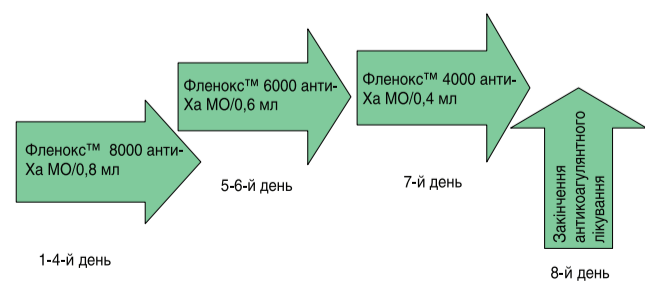 Фленокс™ 8000 анти-
Ха МО/0,8 мл
1-4-й день
Фленокс™ 6000 анти-
Ха МО/0,6 мл
5-6-й день
Фленокс™ 4000 анти-
Ха МО/0,4 мл
7-й день
Закінчення
антикоагулянтного
лікування
8-й день